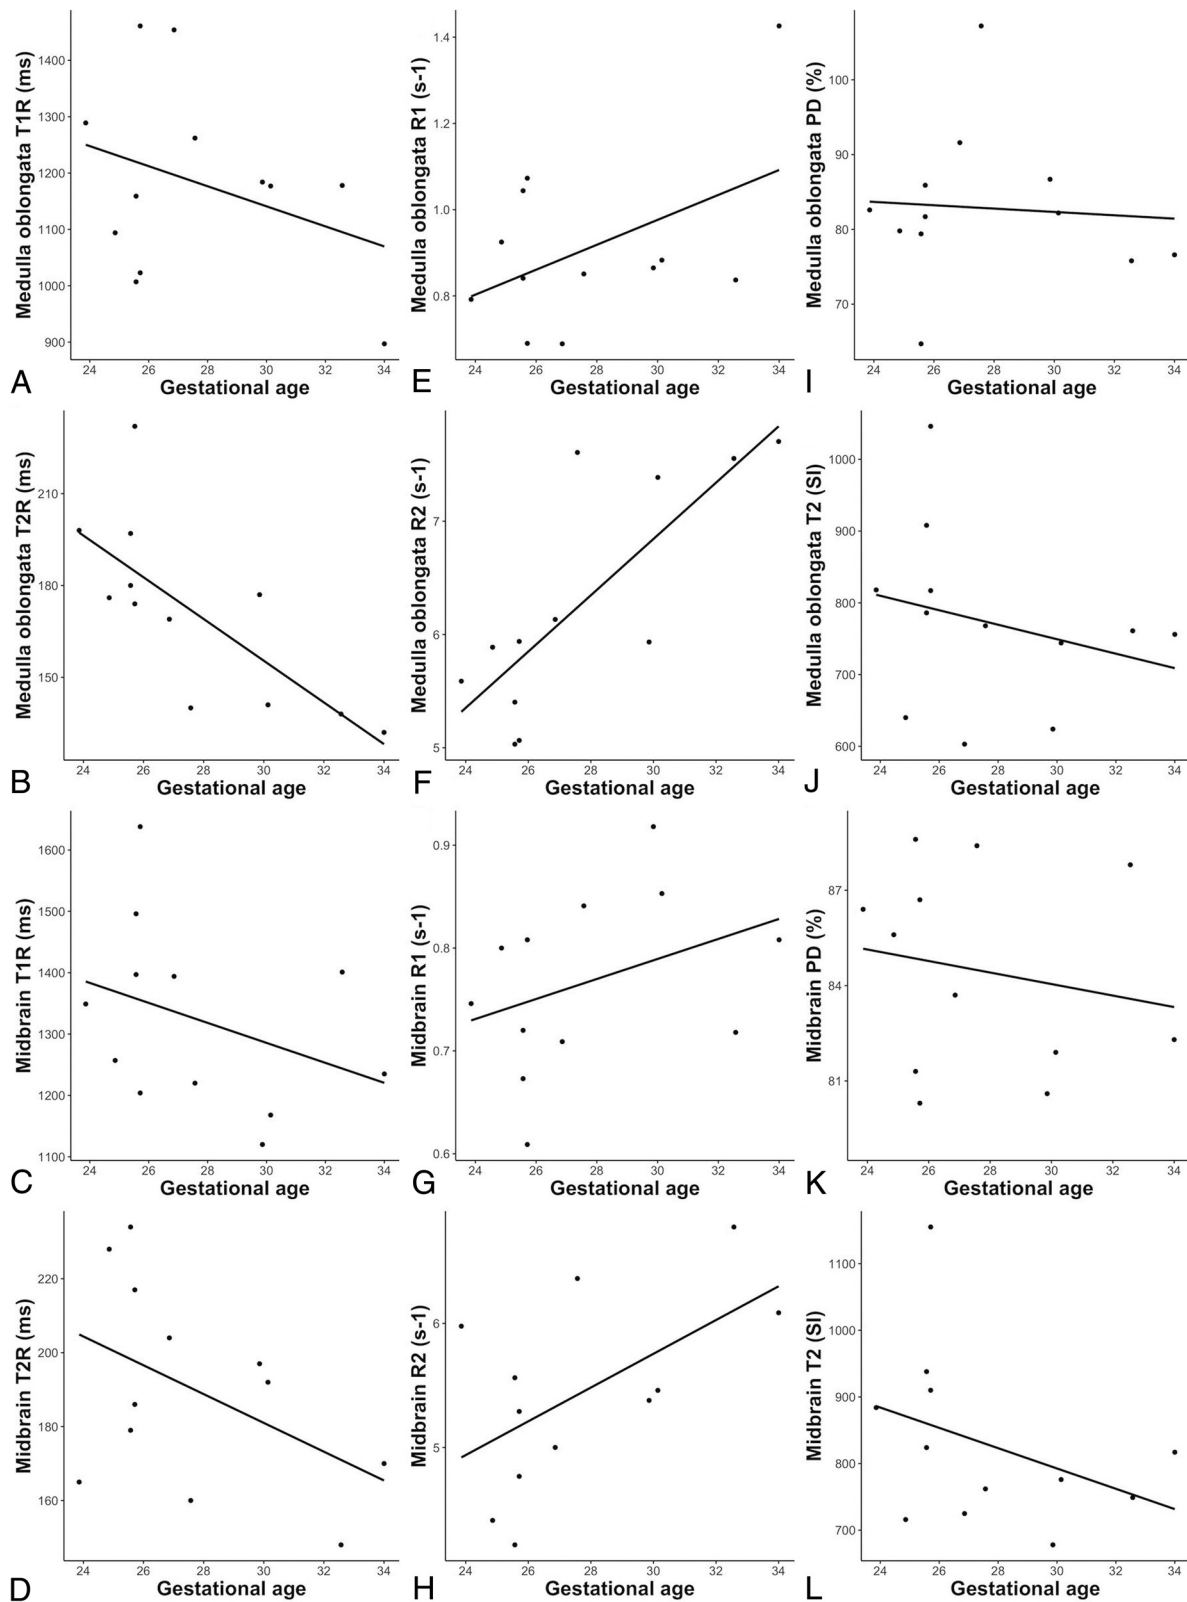 Medulla oblongata T1R (ms)
1400
1300
1200
1100
1000
900
24 26 28 30 32 34
A Gestational age
Medulla oblongata R1 (s-1)
1.4
1.2
1.0
0.8
24 26 28 30 32 34
E Gestational age
Medulla oblongata PD (%)
100
90
80
70
24 26 28 30 32 34
I Gestational age
Medulla oblongata T2R (ms)
210
180
150
24 26 28 30 32 34
B Gestational age
Medulla oblongata R2 (s-1)
7
6
5
24 26 28 30 32 34
F Gestational age
Medulla oblongata T2 (SI)
1000
900
800
700
600
24 26 28 30 32 34
J Gestational age
Midbrain T1R (ms)
1600
1500
1400
1300
1200
1100
24 26 28 30 32 34
C Gestational age
Midbrain R1 (s-1)
0.9
0.8
0.7
0.6
24 26 28 30 32 34
G Gestational age
Midbrain PD (%)
87
84
81
24 26 28 30 32 34
K Gestational age
Midbrain T2R (ms)
220
200
180
160
24 26 28 30 32 34
D Gestational age
Midbrain R2 (s-1)
6
5
24 26 28 30 32 34
H Gestational age
Midbrain T2 (SI)
1100
1000
900
800
700
24 26 28 30 32 34
L Gestational age